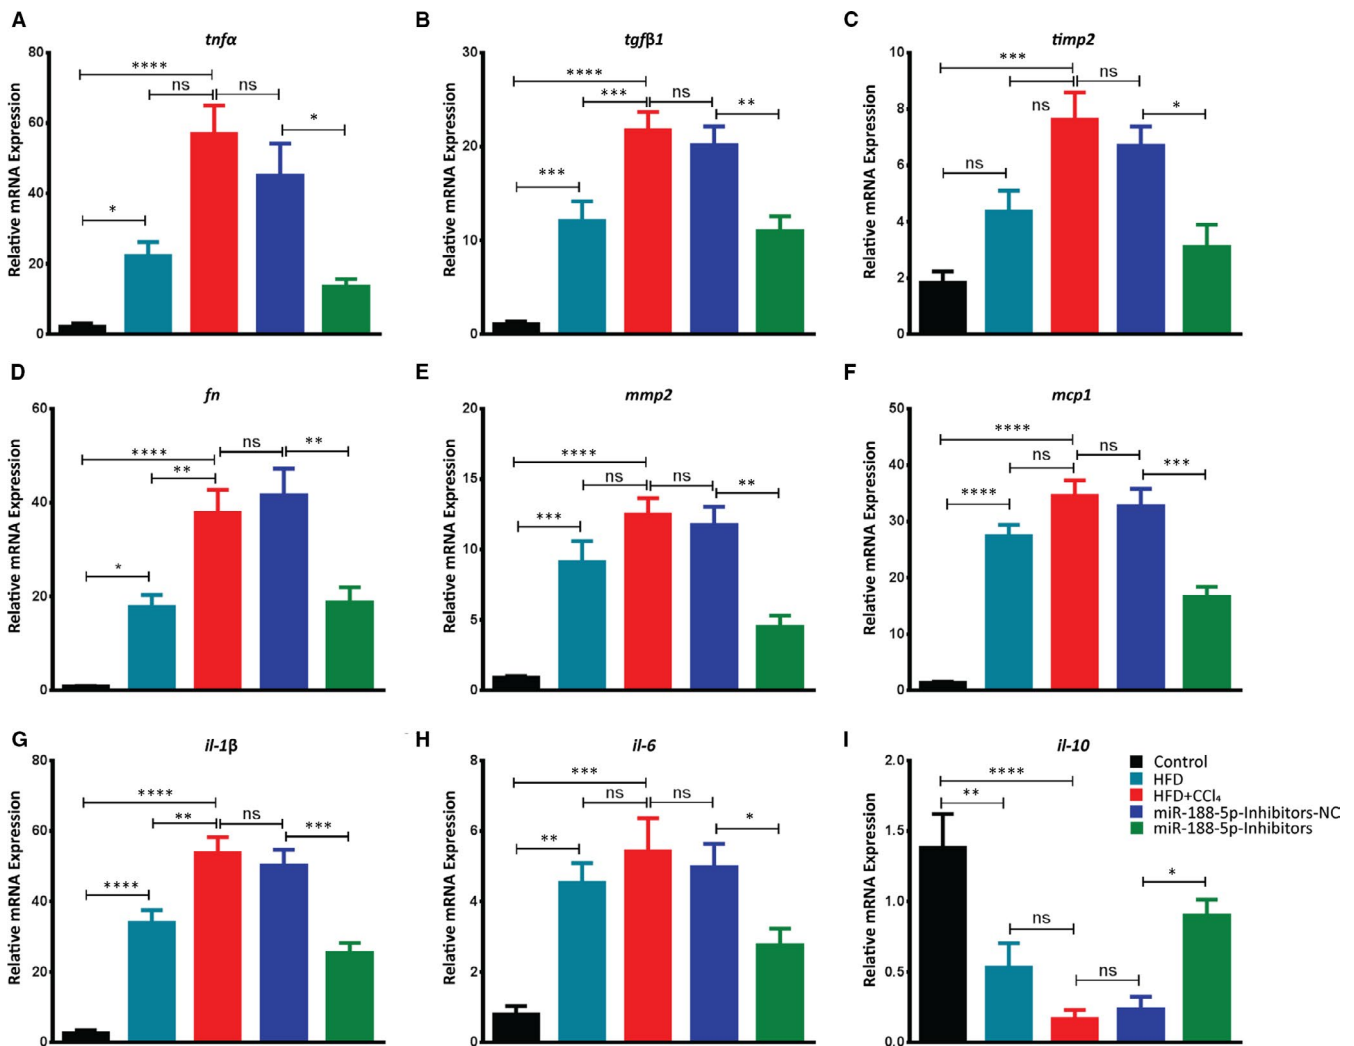 A
tnfα
Relative mRNA Expression
80
60
40
20
0
****
ns
ns
*
*
B
tgfβ1
Relative mRNA Expression
30
20
10
0
****
***
ns
**
***
C
timp2
Relative mRNA Expression
10
8
6
4
2
0
***
ns
ns
*
ns
D
fn
Relative mRNA Expression
60
40
20
0
****
**
ns
**
*
E
mmp2
Relative mRNA Expression
20
15
10
5
0
****
ns
ns
**
***
F
mcp1
Relative mRNA Expression
50
40
30
20
10
0
****
ns
ns
***
****
G
il-1β
Relative mRNA Expression
80
60
40
20
0
****
**
ns
***
****
H
il-6
Relative mRNA Expression
8
6
4
2
0
***
ns
ns
*
**
I
il-10
Relative mRNA Expression
2.0
1.5
1.0
0.5
0.0
****
**
ns
ns
*
Control
HFD
HFD+CCl₄
miR-188-5p-Inhibitors-NC
miR-188-5p-Inhibitors